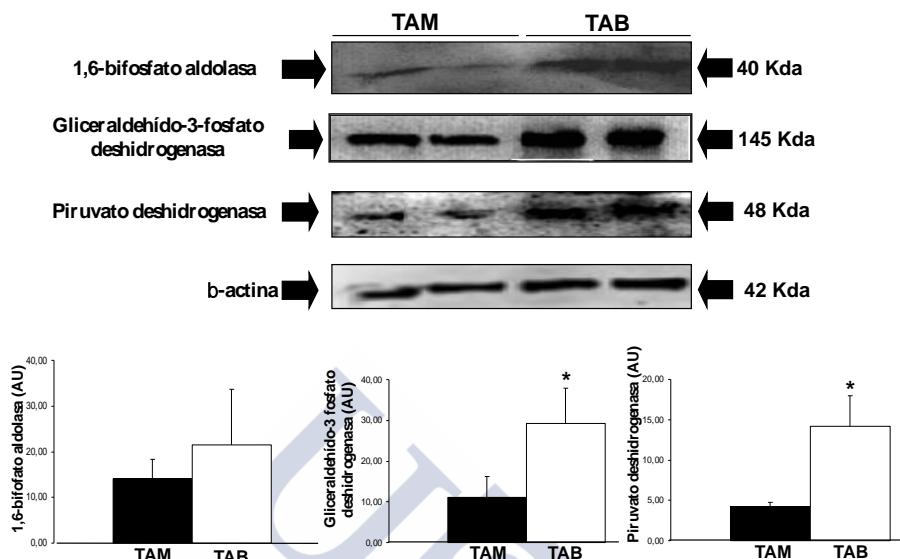 TAM TAB
1,6-bifosfato aldolasa 40 Kda
Gliceraldehído-3-fosfato
deshidrogenasa 145 Kda
Piruvato deshidrogenasa 48 Kda
b-actina 42 Kda
1,6-bifofato aldolasa (AU)
40,00
30,00
20,00
10,00
0,00
TAM TAB
Gliceraldehído-3 fosfato
deshidrogenasa (AU)
40,00
30,00
20,00
10,00
0,00
*
TAM TAB
Piruvato deshidrogenasa (AU)
20,00
15,00
10,00
5,00
0,00
*
TAM TAB